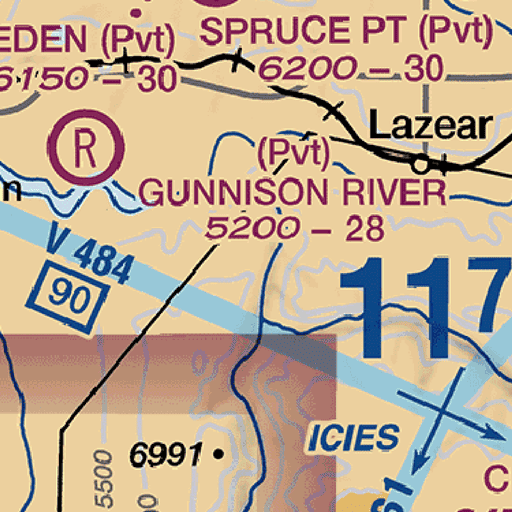 EDEN (Pvt)
6150 – 30
SPRUCE PT (Pvt)
6200 – 30
R
Lazear
(Pvt)
GUNNISON RIVER
5200 – 28
n
V 484
90
117
ICIES
6991
5500